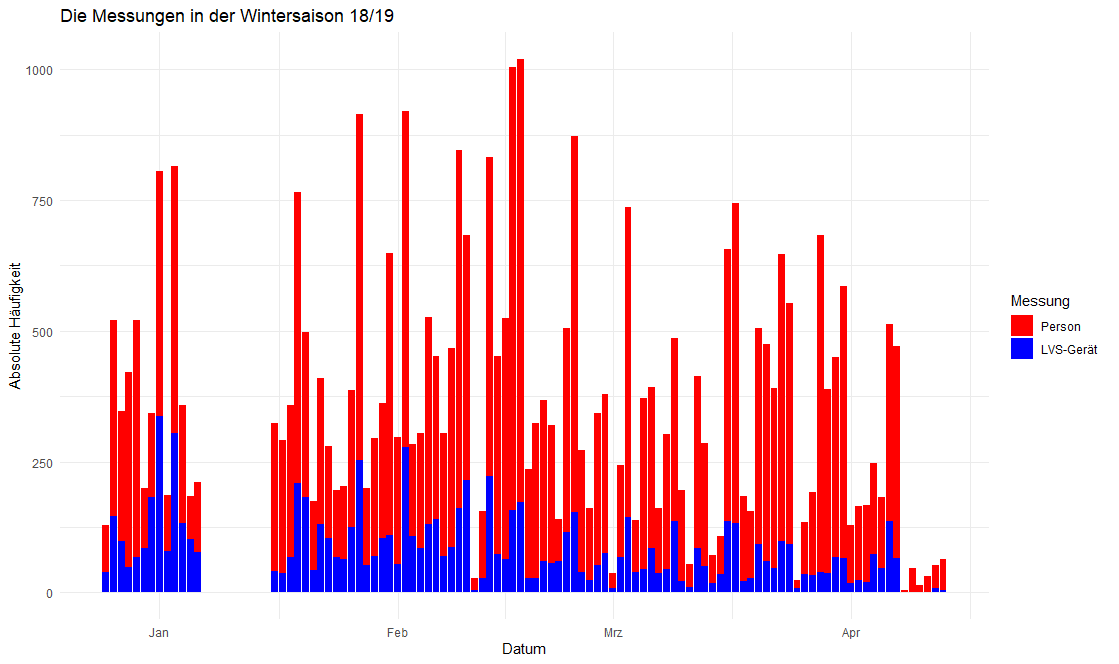 Die Messungen in der Wintersaison 18/19
Absolute Häufigkeit
1000
750
500
250
0
Jan Feb Mrz Apr
Datum
Messung
Person
LVS-Gerät